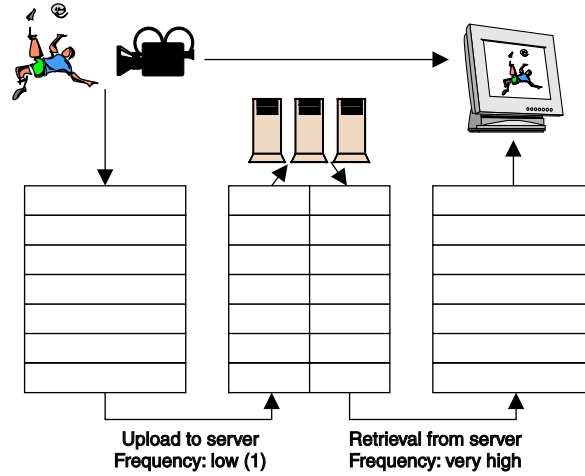 Upload to server
Frequency: low (1)
Retrieval from server
Frequency: very high